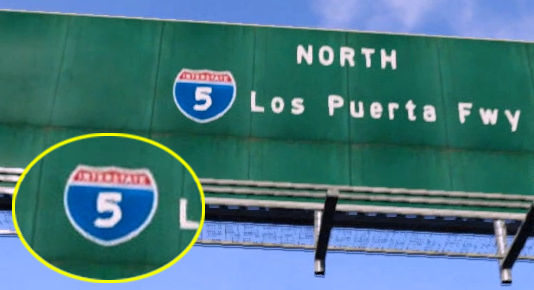 NORTH
INTERSTATE
5
Los Puerta Fwy
INTERSTATE
5
L